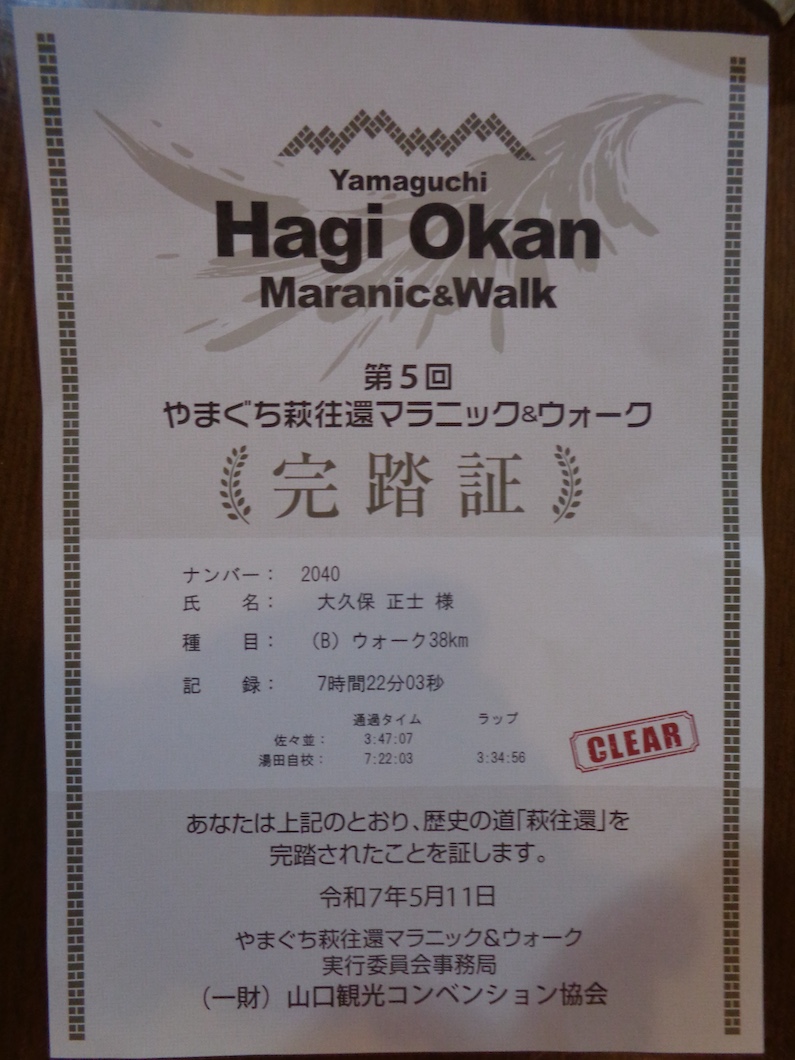 Yamaguchi
Hagi Okan
Maranic&Walk
第5回
やまぐち萩往還マラニック&ウォーク
完踏証
ナンバー： 2040
氏　名： 大久保 正士 様
種　目： （B）ウォーク38km
記　録： 7時間22分03秒
通過タイム ラップ
佐々並： 3:47:07
湯田自校： 7:22:03 3:34:56
CLEAR
あなたは上記のとおり、歴史の道「萩往還」を
完踏されたことを証します。
令和7年5月11日
やまぐち萩往還マラニック&ウォーク
実行委員会事務局
（一財）山口観光コンベンション協会